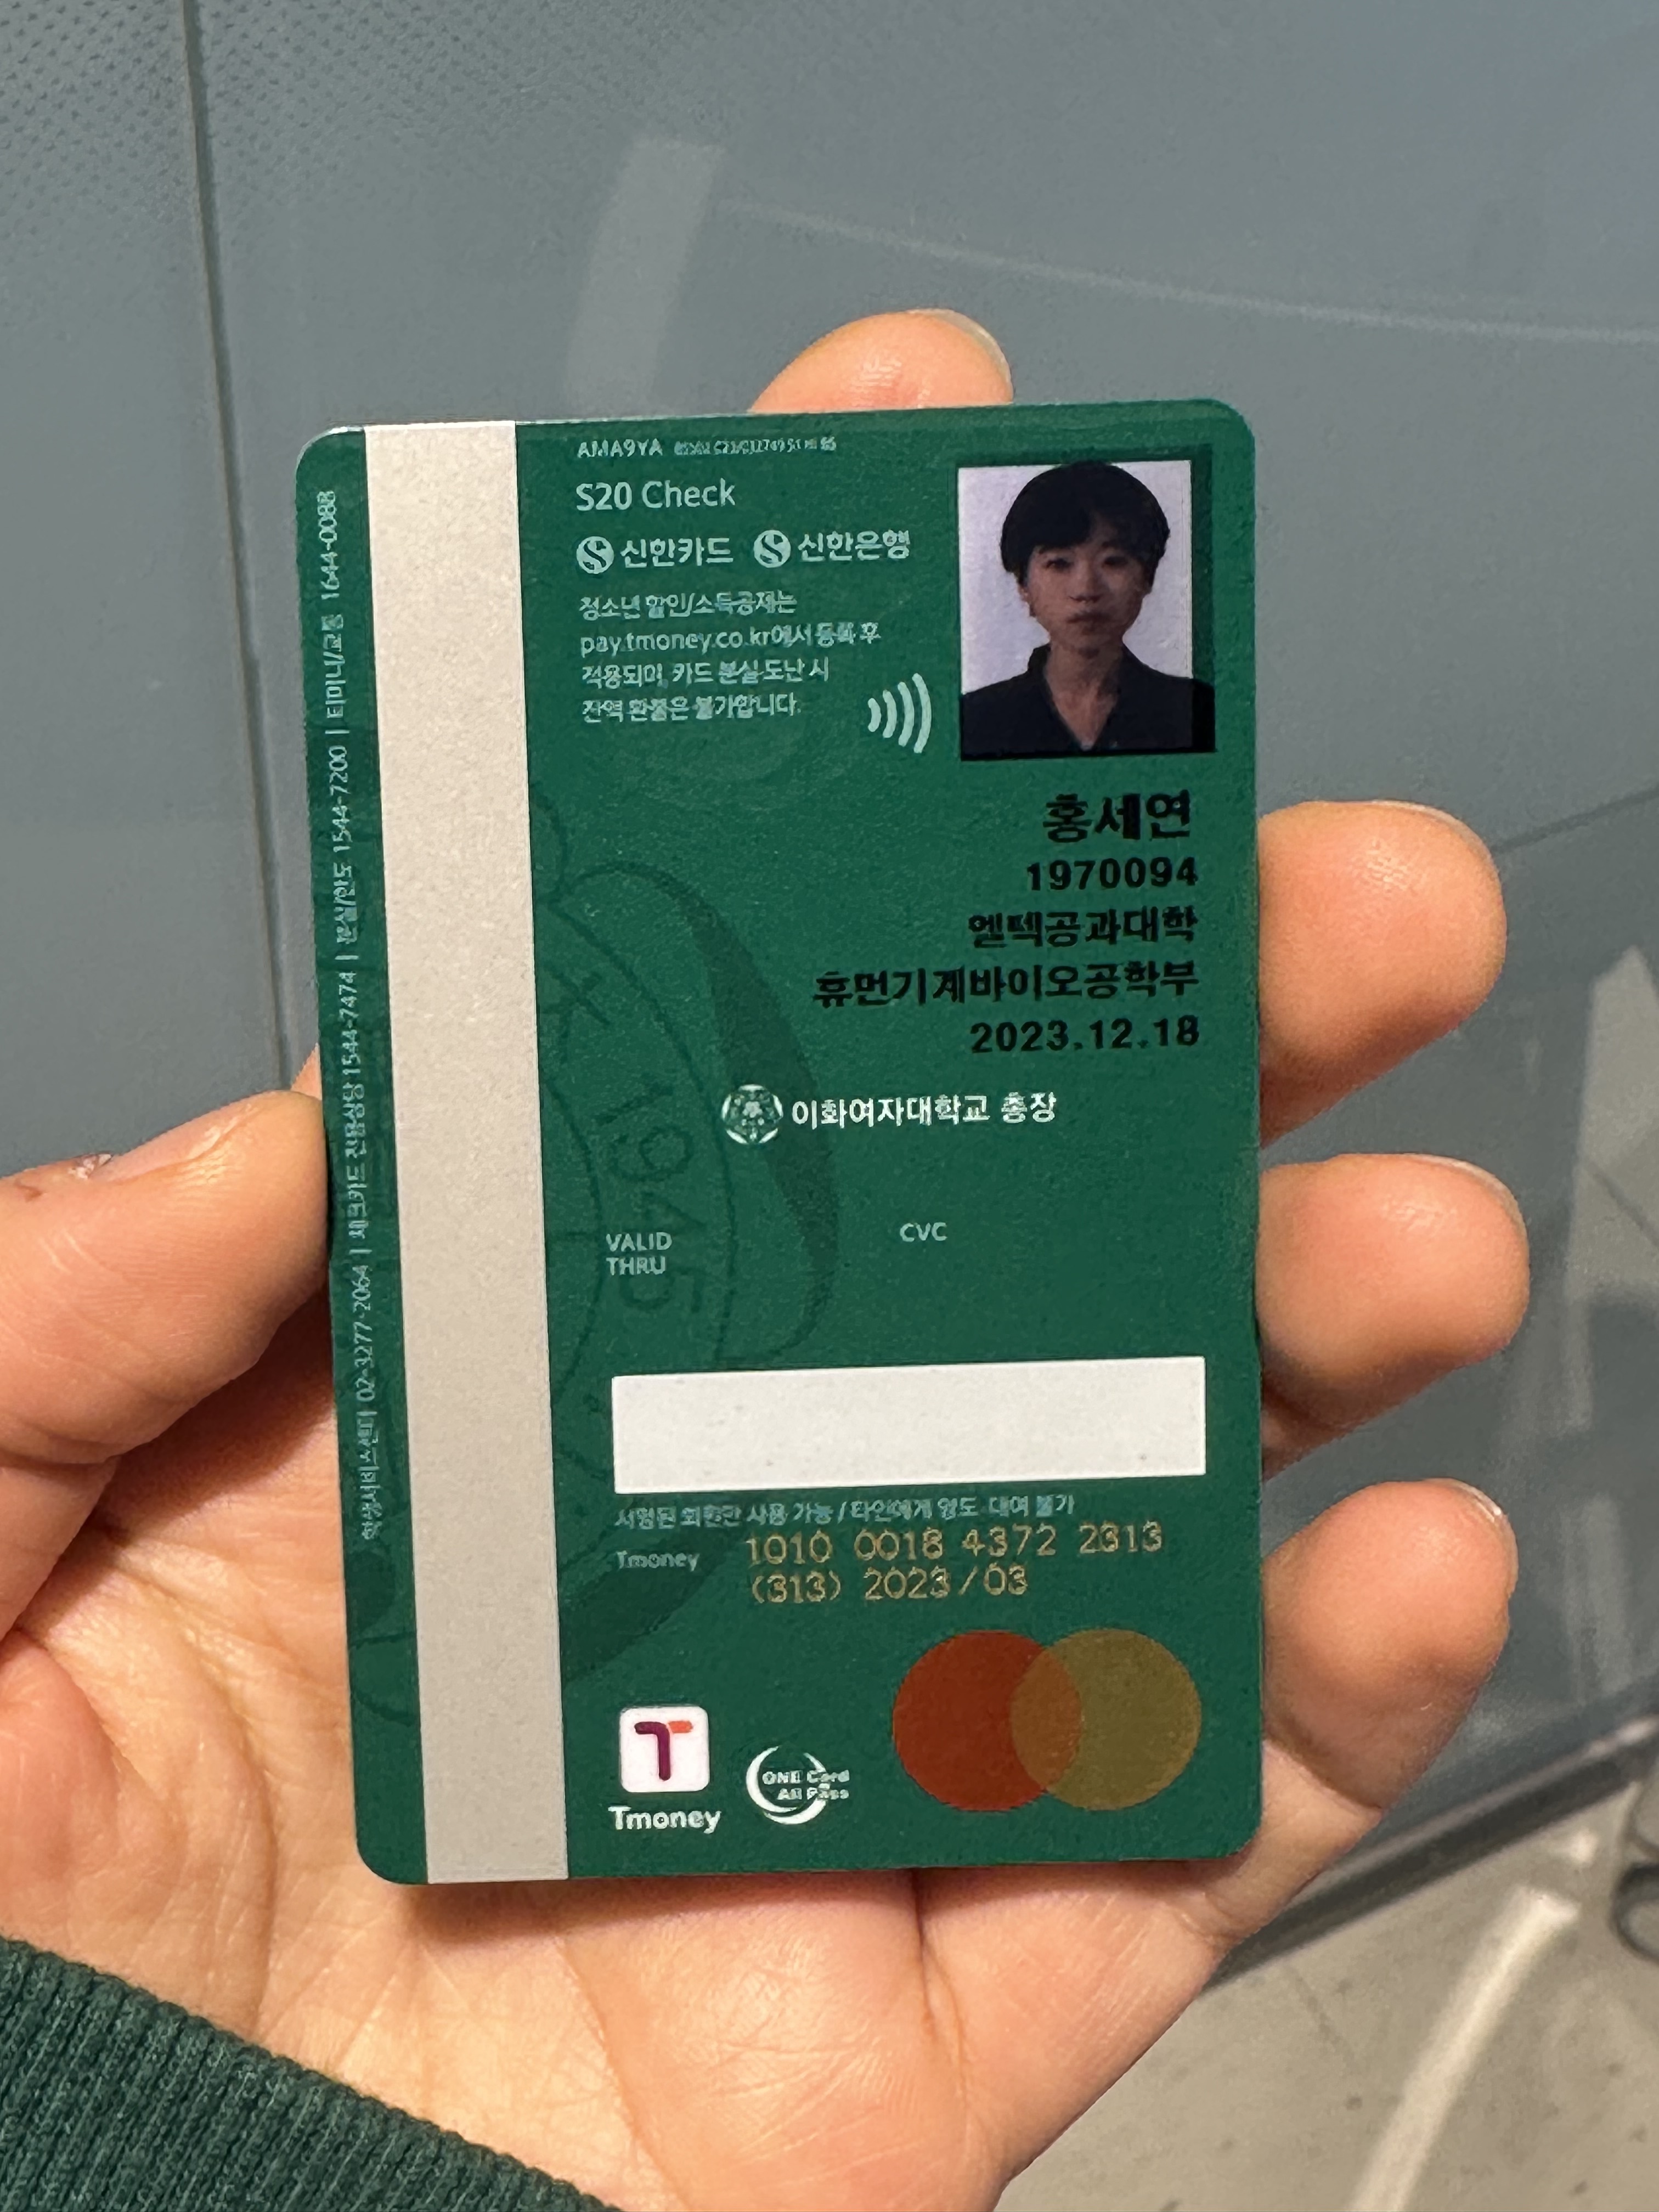 AMA9YA
S20 Check
신한카드 신한은행
청소년 할인/소득공제는
pay.tmoney.co.kr에서 등록 후
적용되며, 카드 분실·도난 시
잔액 환불은 불가합니다.
홍세연
1970094
엘텍공과대학
휴먼기계바이오공학부
2023.12.18
이화여자대학교 총장
1945
VALID
THRU
CVC
서명된 회원만 사용 가능 / 타인에게 양도·대여 불가
Tmoney 1010 0018 4372 2313
(313) 2023/03
Tmoney
ONE Card
All Pass
학생서비스센터 02-3277-2064 | 체크카드 전용상담 1544-7474 | 분실/한도 1544-7200 | 티머니/교통 1644-0088